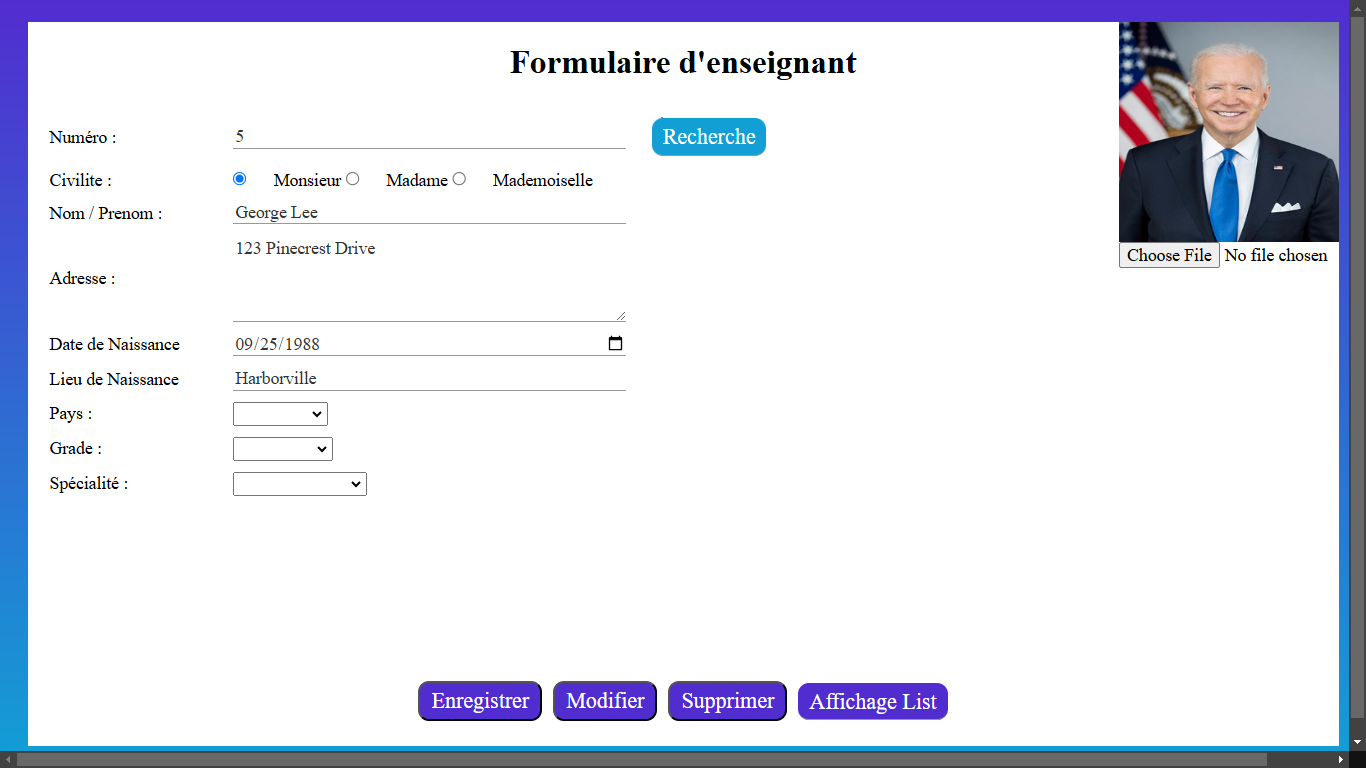 Formulaire d'enseignant
Numéro : 5 Recherche
Civilite : Monsieur Madame Mademoiselle
Nom / Prenom : George Lee
123 Pinecrest Drive
Adresse :
Date de Naissance 09/25/1988
Lieu de Naissance Harborville
Pays :
Grade :
Spécialité :
Choose File No file chosen
Enregistrer Modifier Supprimer Affichage List